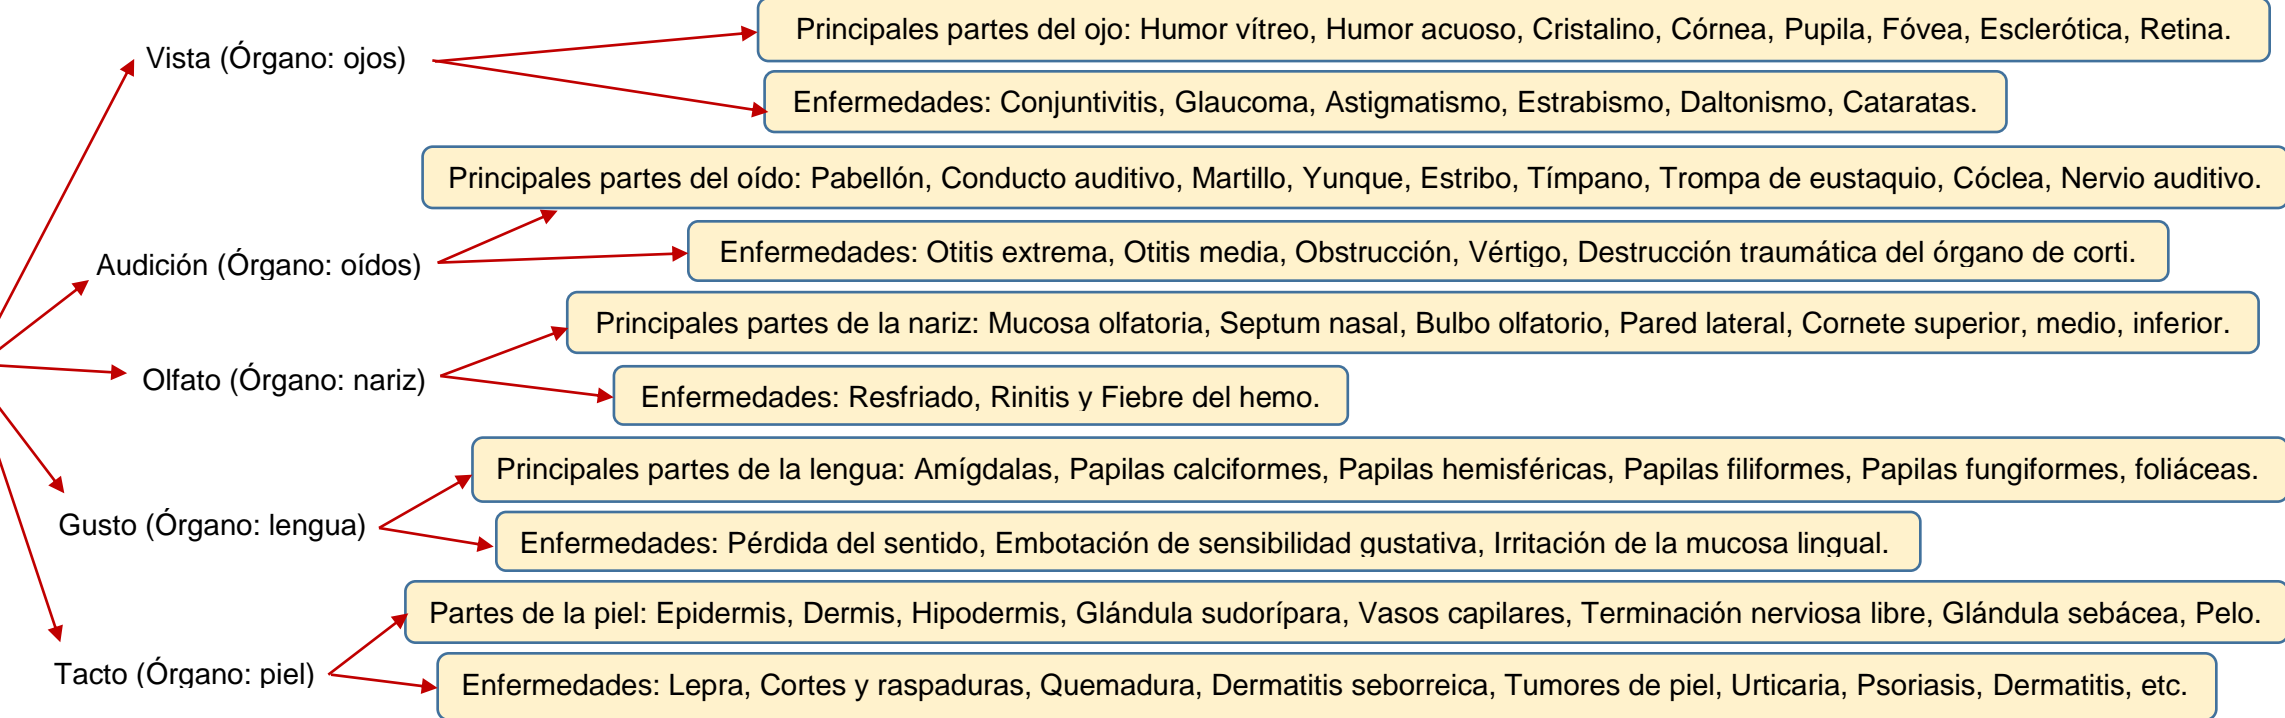 Vista (Órgano: ojos)
Principales partes del ojo: Humor vítreo, Humor acuoso, Cristalino, Córnea, Pupila, Fóvea, Esclerótica, Retina.
Enfermedades: Conjuntivitis, Glaucoma, Astigmatismo, Estrabismo, Daltonismo, Cataratas.
Audición (Órgano: oídos)
Principales partes del oído: Pabellón, Conducto auditivo, Martillo, Yunque, Estribo, Tímpano, Trompa de eustaquio, Cóclea, Nervio auditivo.
Enfermedades: Otitis extrema, Otitis media, Obstrucción, Vértigo, Destrucción traumática del órgano de corti.
Olfato (Órgano: nariz)
Principales partes de la nariz: Mucosa olfatoria, Septum nasal, Bulbo olfatorio, Pared lateral, Cornete superior, medio, inferior.
Enfermedades: Resfriado, Rinitis y Fiebre del hemo.
Gusto (Órgano: lengua)
Principales partes de la lengua: Amígdalas, Papilas calciformes, Papilas hemisféricas, Papilas filiformes, Papilas fungiformes, foliáceas.
Enfermedades: Pérdida del sentido, Embotación de sensibilidad gustativa, Irritación de la mucosa lingual.
Tacto (Órgano: piel)
Partes de la piel: Epidermis, Dermis, Hipodermis, Glándula sudorípara, Vasos capilares, Terminación nerviosa libre, Glándula sebácea, Pelo.
Enfermedades: Lepra, Cortes y raspaduras, Quemadura, Dermatitis seborreica, Tumores de piel, Urticaria, Psoriasis, Dermatitis, etc.